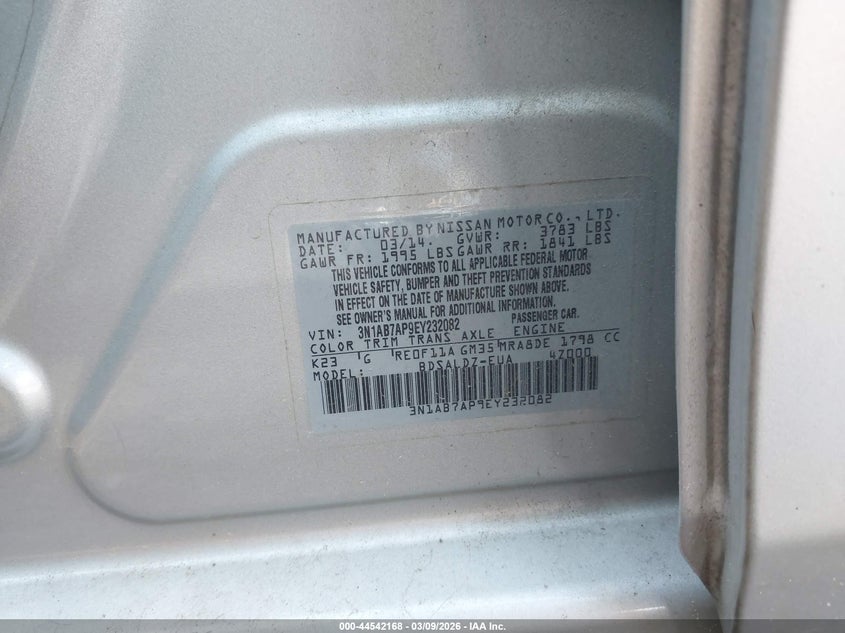 MANUFACTURED BY NISSAN MOTOR CO., LTD.
DATE: 03/14. GVWR: 3783 LBS
GAWR FR: 1995 LBS GAWR RR: 1841 LBS
THIS VEHICLE CONFORMS TO ALL APPLICABLE FEDERAL MOTOR
VEHICLE SAFETY, BUMPER AND THEFT PREVENTION STANDARDS
IN EFFECT ON THE DATE OF MANUFACTURE SHOWN ABOVE.
SEE OWNER'S MANUAL FOR ADDITIONAL INFORMATION.
VIN: 3N1AB7AP9EY232082 PASSENGER CAR.
COLOR TRIM TRANS AXLE ENGINE
K23 G RE0F11A GM35 MRA8DE 1798 CC
MODEL: BDSALDZ-EUA 4Z000
3N1AB7AP9EY232082
000-44542168 - 03/09/2026 - IAA Inc.